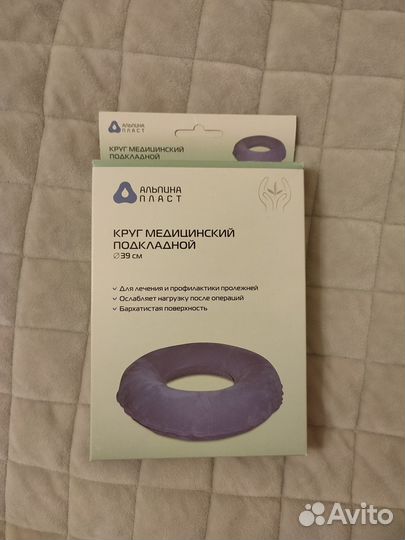 АЛЬПИНА
ПЛАСТ
КРУГ МЕДИЦИНСКИЙ
ПОДКЛАДНОЙ
АЛЬПИНА
ПЛАСТ
КРУГ МЕДИЦИНСКИЙ
ПОДКЛАДНОЙ
∅ 39 см
✓ Для лечения и профилактики пролежней
✓ Ослабляет нагрузку после операций
✓ Бархатистая поверхность
Avito